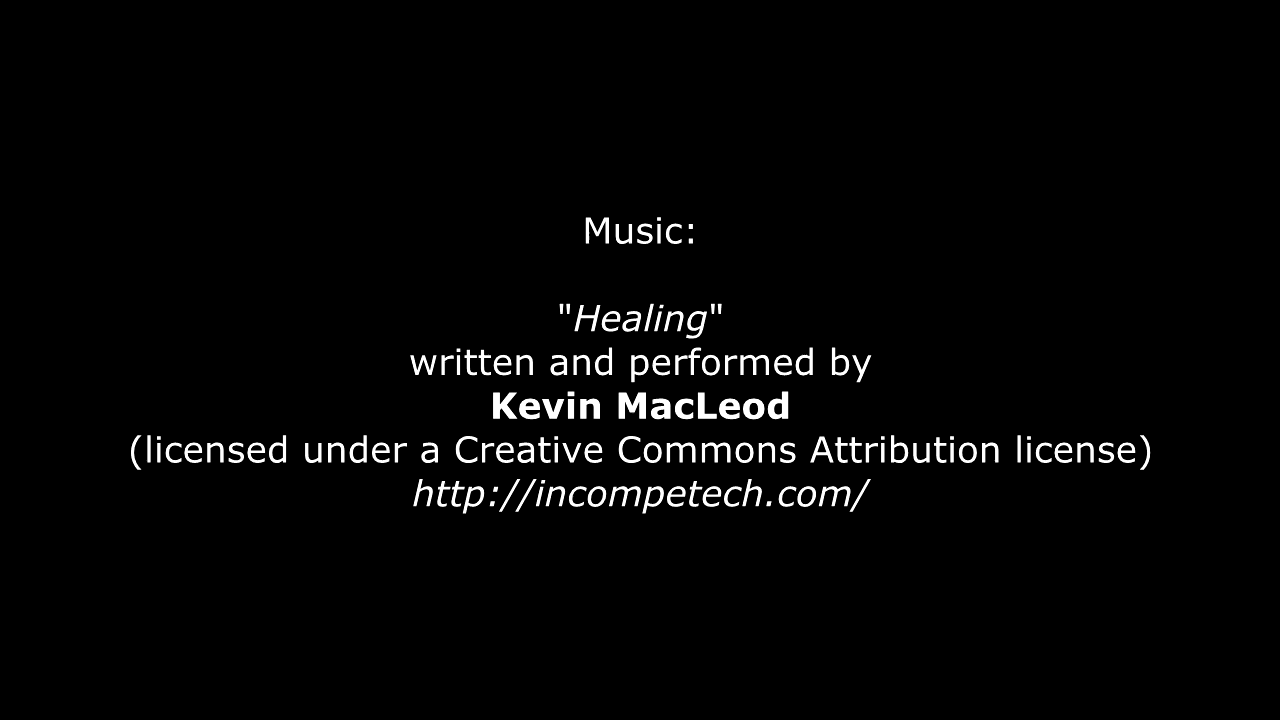 Music:
"Healing"
written and performed by
Kevin MacLeod
(licensed under a Creative Commons Attribution license)
http://incompetech.com/